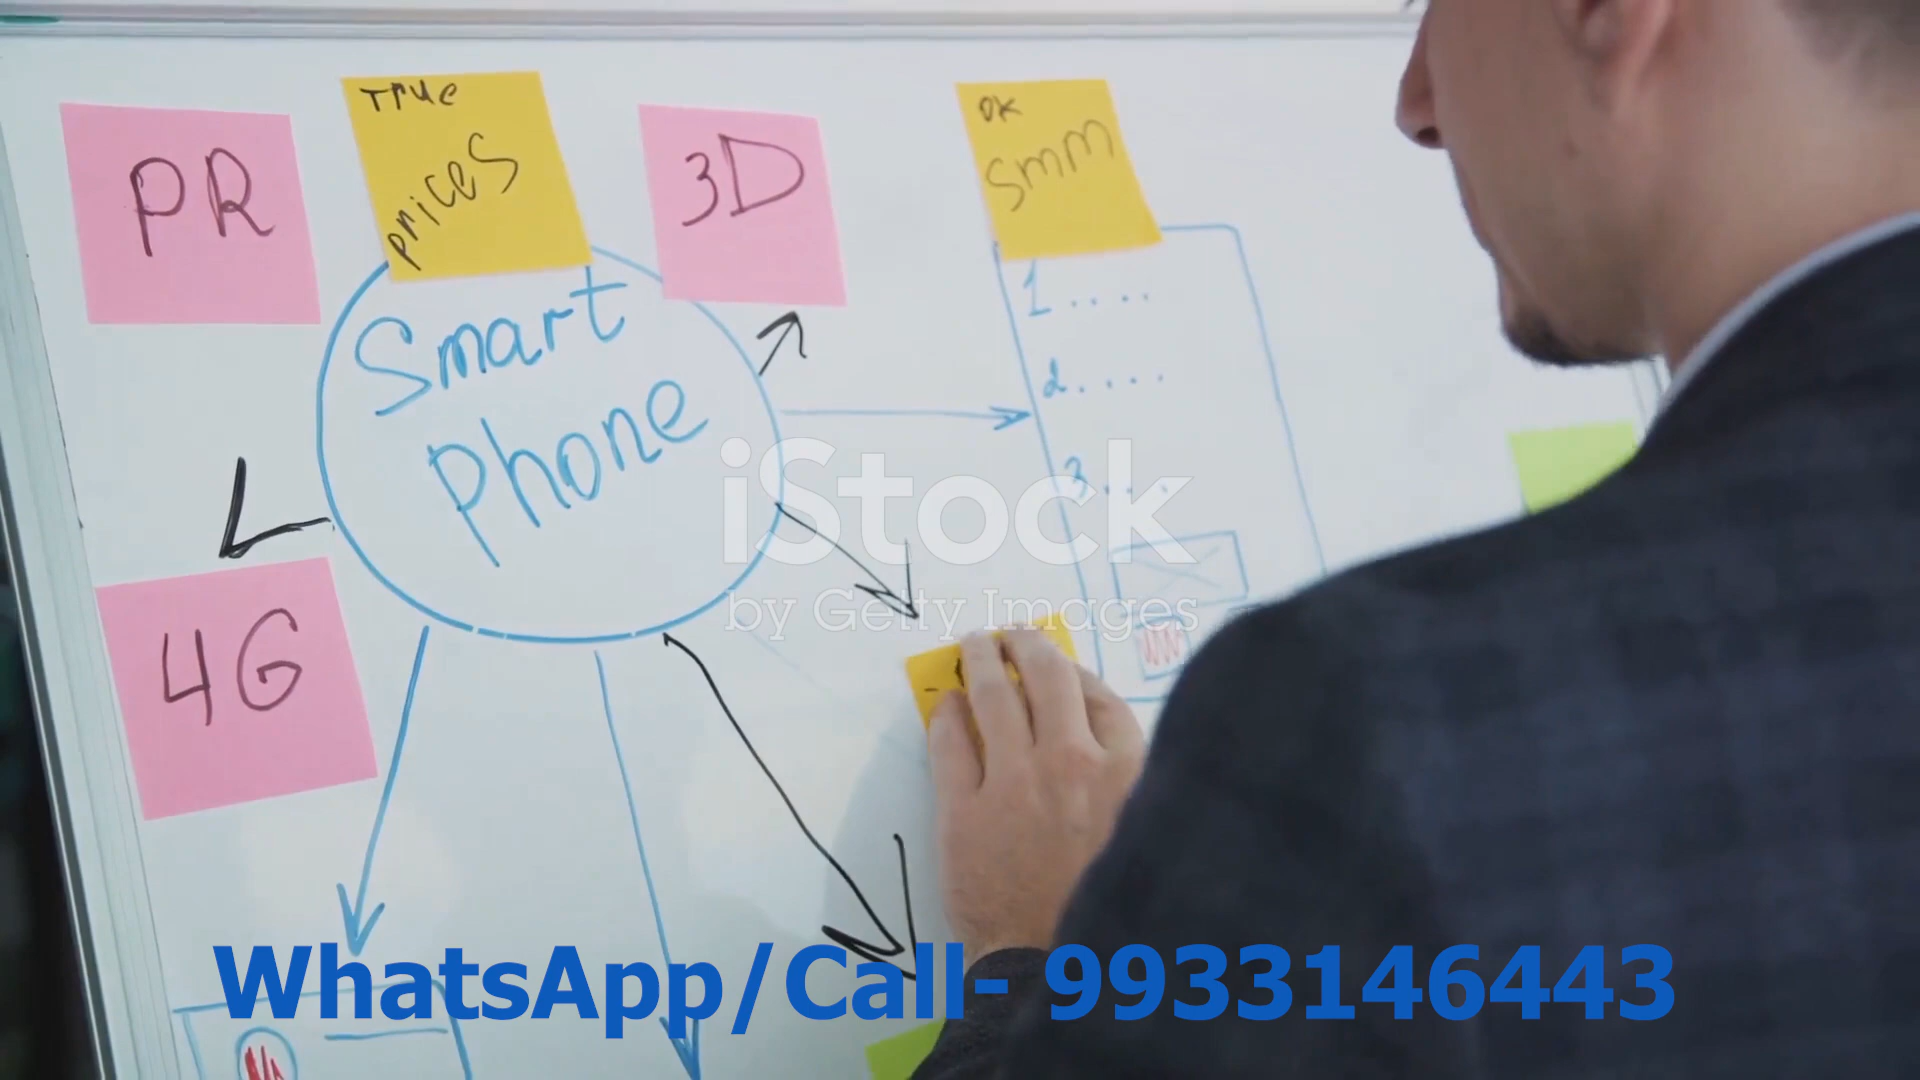 PR
True
prices
3D
OK
smm
Smart
Phone
1....
2....
3...
4G
iStock
by Getty Images
WhatsApp/Call- 9933146443